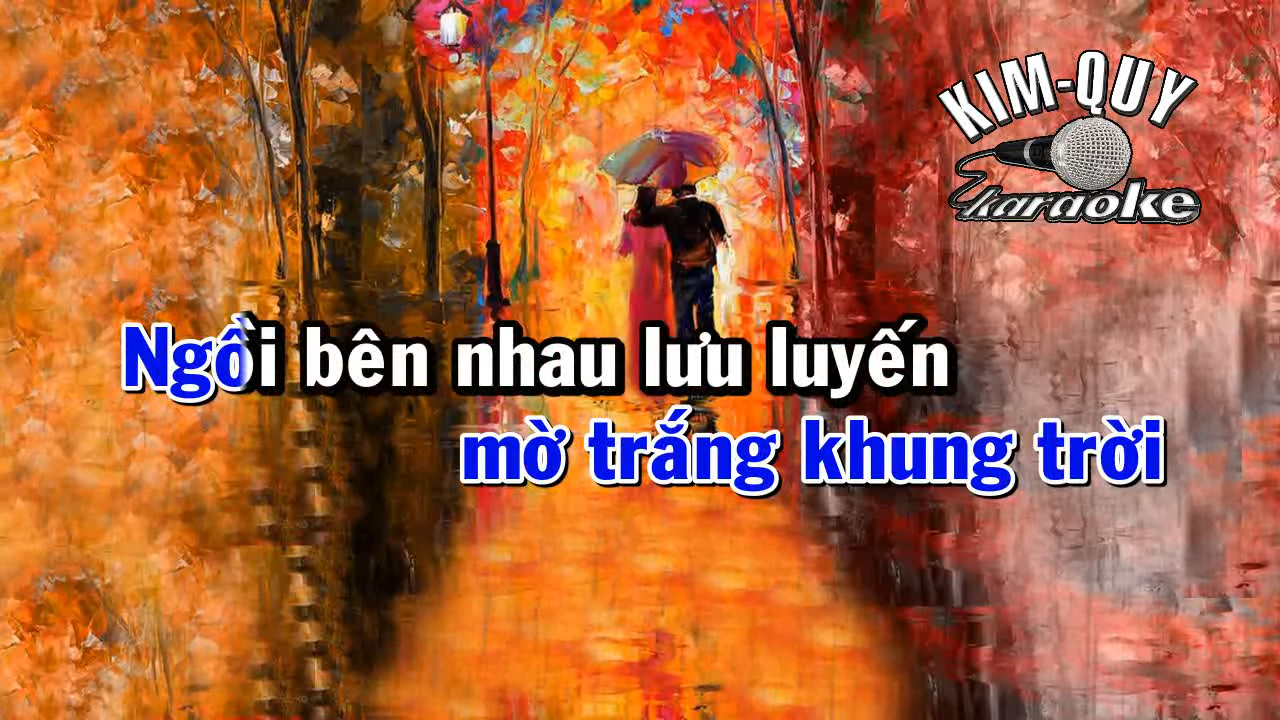 KIM-QUY
karaoke
Ngồi bên nhau lưu luyến
mờ trắng khung trời